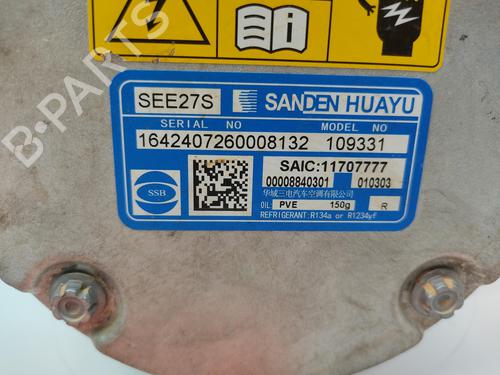 SEE27S SANDEN HUAYU
SERIAL NO MODEL NO
1642407260008132 109331
SAIC:11707777
00008840301 010303
华域三电汽车空调有限公司
OIL: PVE 150g R
REFRIGERANT:R134a or R1234yf
SSB
B-PARTS